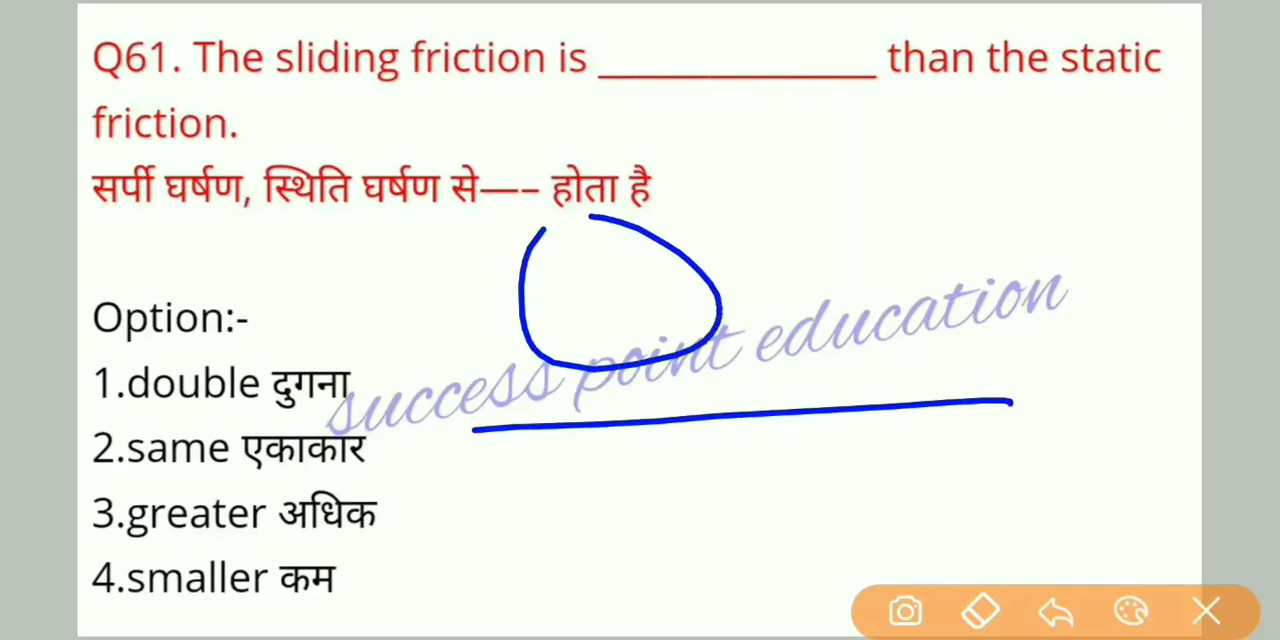 Q61. The sliding friction is ______________ than the static
friction.
सर्पी घर्षण, स्थिति घर्षण से—– होता है
Option:-
1.double दुगना
success point education
2.same एकाकार
3.greater अधिक
4.smaller कम